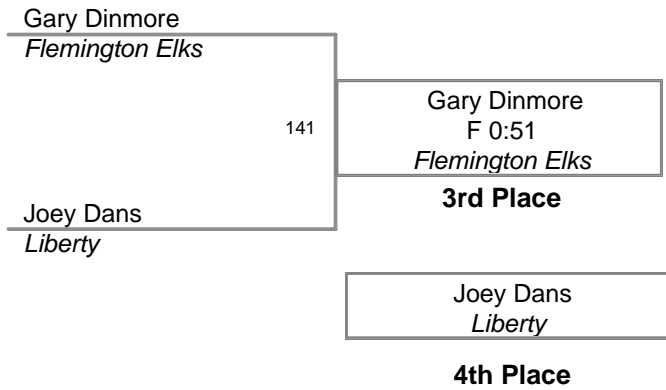 Gary Dinmore
Flemington Elks
141
Gary Dinmore
F 0:51
Flemington Elks
3rd Place
Joey Dans
Liberty
Joey Dans
Liberty
4th Place